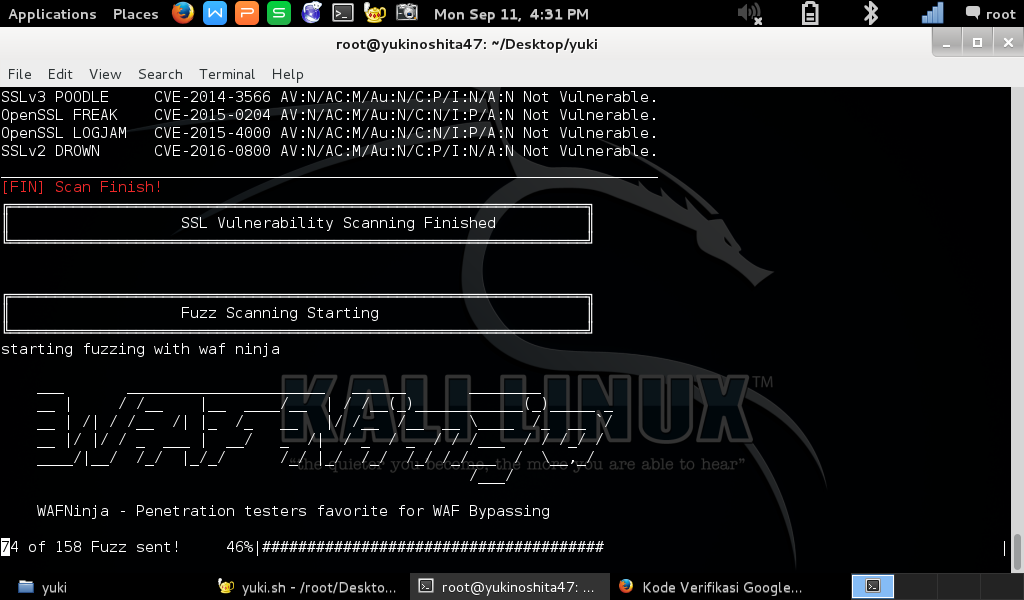 Applications Places Mon Sep 11, 4:31 PM root
root@yukinoshita47: ~/Desktop/yuki
File Edit View Search Terminal Help
SSLv3 POODLE CVE-2014-3566 AV:N/AC:M/Au:N/C:P/I:N/A:N Not Vulnerable.
OpenSSL FREAK CVE-2015-0204 AV:N/AC:M/Au:N/C:N/I:P/A:N Not Vulnerable.
OpenSSL LOGJAM CVE-2015-4000 AV:N/AC:M/Au:N/C:N/I:P/A:N Not Vulnerable.
SSLv2 DROWN CVE-2016-0800 AV:N/AC:M/Au:N/C:P/I:N/A:N Not Vulnerable.
[FIN] Scan Finish!
SSL Vulnerability Scanning Finished
Fuzz Scanning Starting
starting fuzzing with waf ninja
WAF Ninja
KALI LINUX™
"the quieter you become, the more you are able to hear"
WAFNinja - Penetration testers favorite for WAF Bypassing
74 of 158 Fuzz sent! 46%|###################################### |
yuki yuki.sh - /root/Deskto... root@yukinoshita47: ... Kode Verifikasi Google...